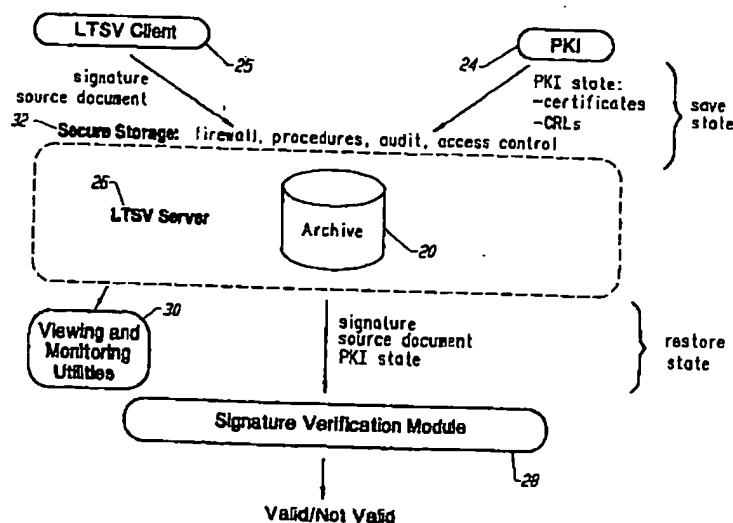 LTSV Client
25
PKI
24
signature
source document
PKI state:
-certificates
-CRLs
save
state
32
Secure Storage: firewall, procedures, audit, access control
26
LTSV Server
Archive
20
30
Viewing and
Monitoring
Utilities
signature
source document
PKI state
restore
state
Signature Verification Module
28
Valid/Not Valid